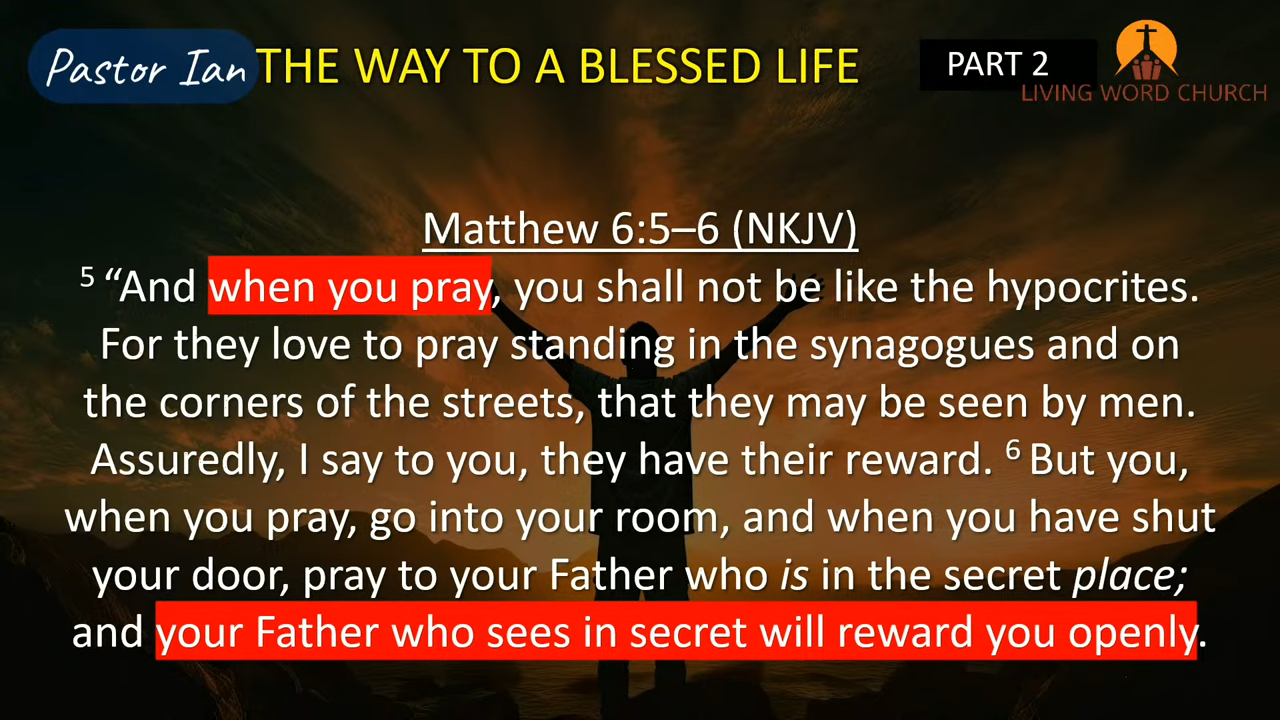 Pastor Ian THE WAY TO A BLESSED LIFE PART 2
LIVING WORD CHURCH
Matthew 6:5–6 (NKJV)
5 “And when you pray, you shall not be like the hypocrites.
For they love to pray standing in the synagogues and on
the corners of the streets, that they may be seen by men.
Assuredly, I say to you, they have their reward. 6 But you,
when you pray, go into your room, and when you have shut
your door, pray to your Father who is in the secret place;
and your Father who sees in secret will reward you openly.